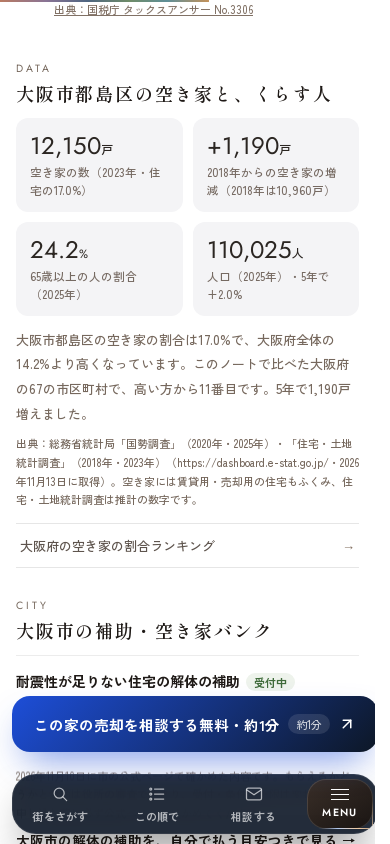 出典：国税庁 タックスアンサー No.3306
DATA
大阪市都島区の空き家と、くらす人
12,150戸
空き家の数（2023年・住
宅の17.0%）
+1,190戸
2018年からの空き家の増
減（2018年は10,960戸）
24.2%
65歳以上の人の割合
（2025年）
110,025人
人口（2025年）・5年で
+2.0%
大阪市都島区の空き家の割合は17.0%で、大阪府全体の
14.2%より高くなっています。このノートで比べた大阪府
の67の市区町村で、高い方から11番目です。5年で1,190戸
増えました。
出典：総務省統計局「国勢調査」（2020年・2025年）・「住宅・土地
統計調査」（2018年・2023年）（https://dashboard.e-stat.go.jp/・2026
年11月13日に取得）。空き家には賃貸用・売却用の住宅もふくみ、住
宅・土地統計調査は推計の数字です。
大阪府の空き家の割合ランキング →
CITY
大阪市の補助・空き家バンク
耐震性が足りない住宅の解体の補助 受付中
この家の売却を相談する無料・約1分 約1分
街をさがす
この順で
相談する
MENU
大阪市の解体の補助を、自分で払う目安つきで見る →